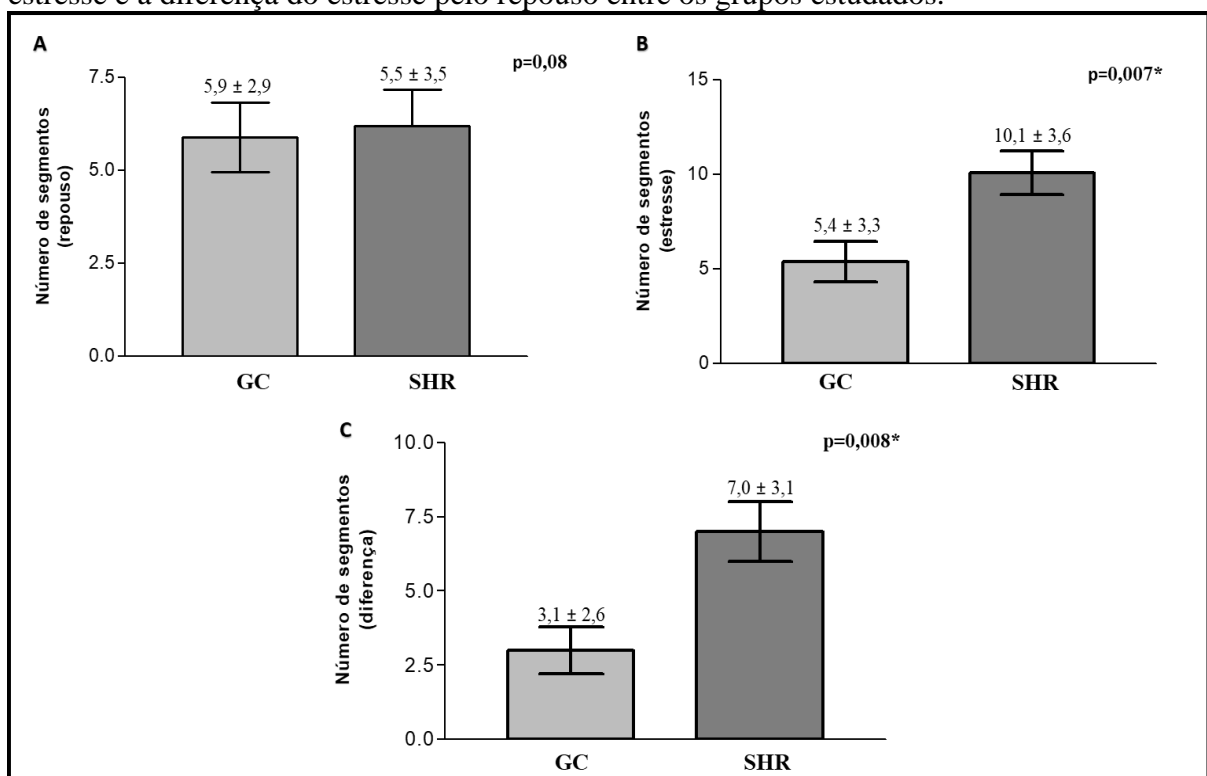 estresse e a diferença do estresse pelo repouso entre os grupos estudados.
A
p=0,08
Número de segmentos
(repouso)
7.5
5.0
2.5
0.0
5,9 ± 2,9
5,5 ± 3,5
GC
SHR
B
p=0,007*
Número de segmentos
(estresse)
15
10
5
0
5,4 ± 3,3
10,1 ± 3,6
GC
SHR
C
p=0,008*
Número de segmentos
(diferença)
10.0
7.5
5.0
2.5
0.0
3,1 ± 2,6
7,0 ± 3,1
GC
SHR